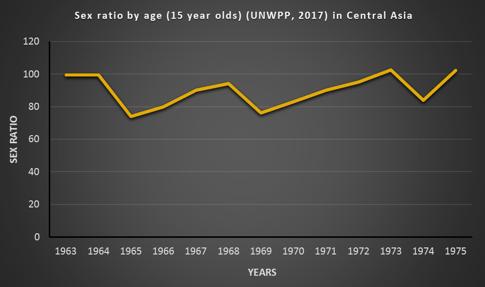 Sex ratio by age (15 year olds) (UNWPP, 2017) in Central Asia
120
100
80
60
40
20
0
SEX RATIO
1963 1964 1965 1966 1967 1968 1969 1970 1971 1972 1973 1974 1975
YEARS